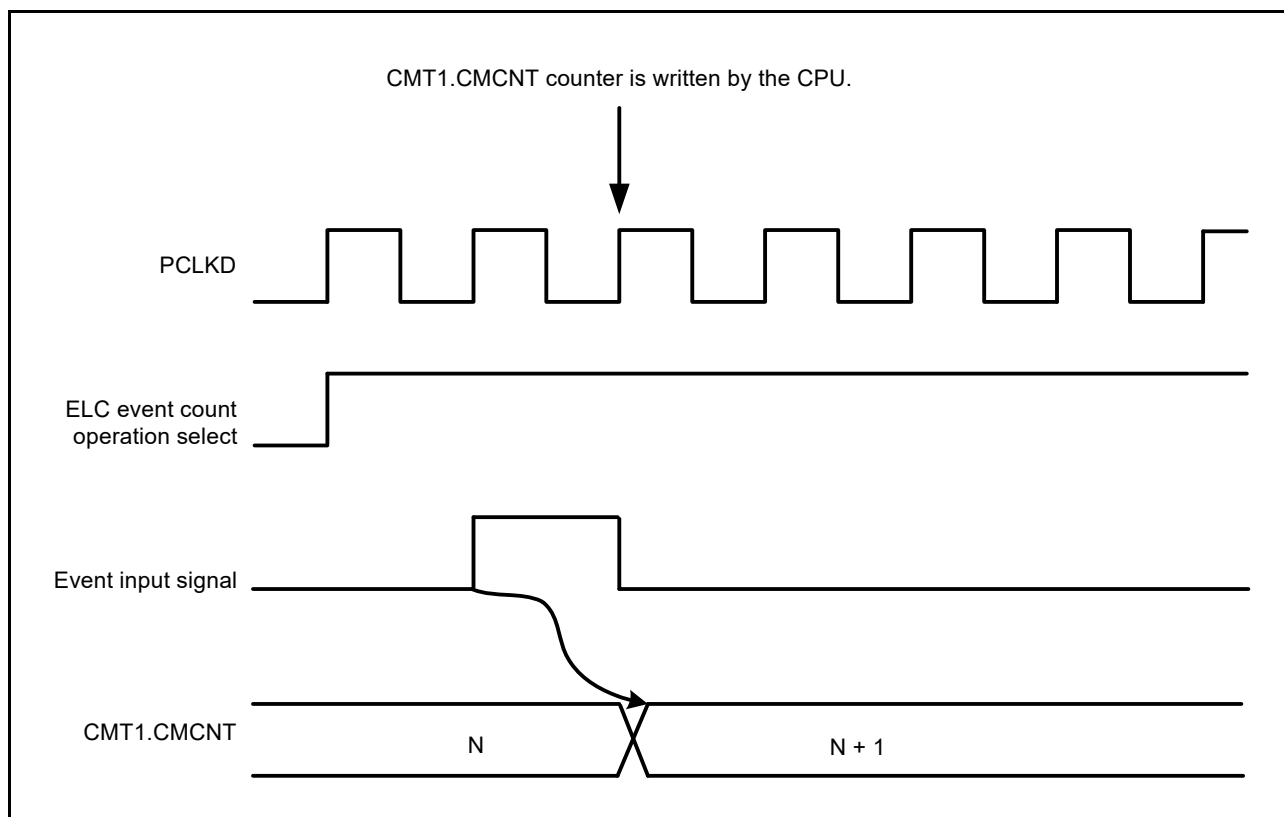 CMT1.CMCNT counter is written by the CPU.
PCLKD
ELC event count
operation select
Event input signal
CMT1.CMCNT
N
N + 1